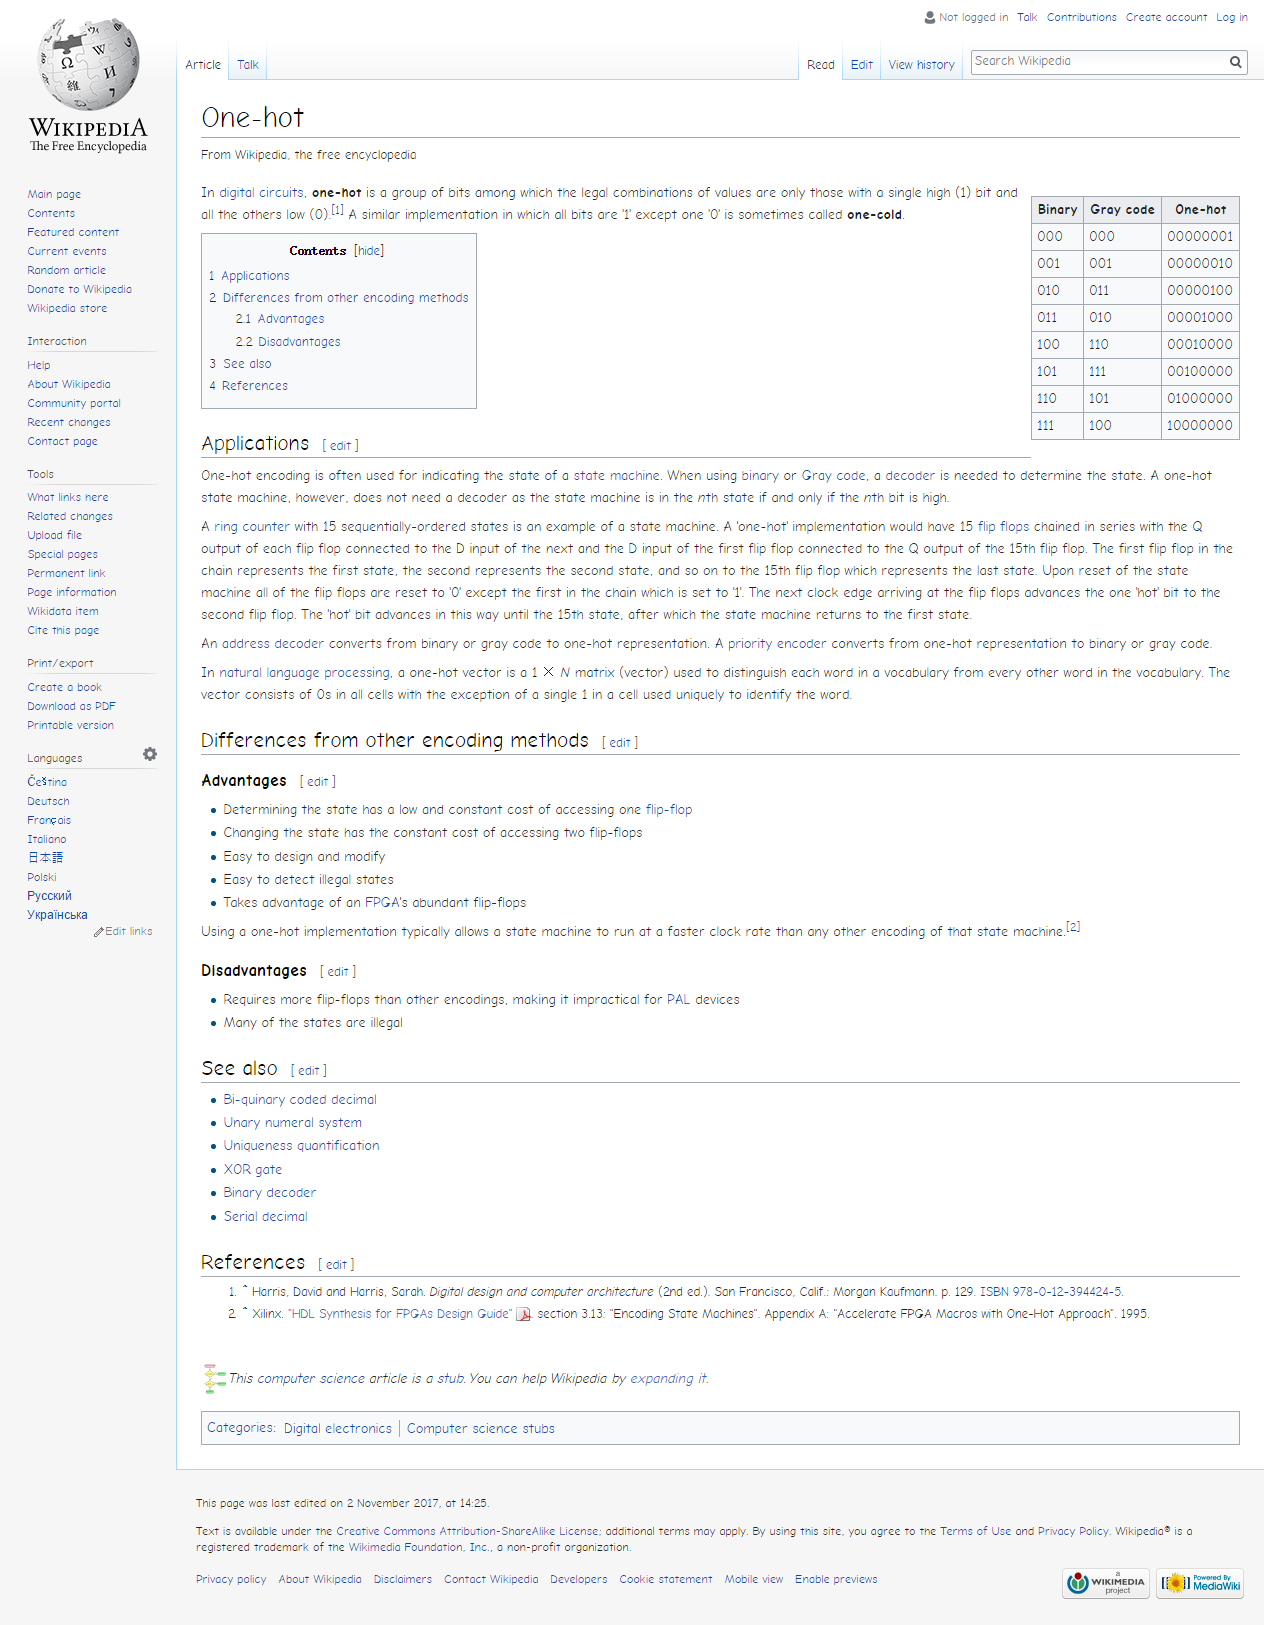 Not logged in Talk Contributions Create account Log in
Article Talk Read Edit View history Search Wikipedia
WIKIPEDIA
The Free Encyclopedia
Main page
Contents
Featured content
Current events
Random article
Donate to Wikipedia
Wikipedia store
Interaction
Help
About Wikipedia
Community portal
Recent changes
Contact page
Tools
What links here
Related changes
Upload file
Special pages
Permanent link
Page information
Wikidata item
Cite this page
Print/export
Create a book
Download as PDF
Printable version
Languages
Čeština
Deutsch
Français
Italiano
日本語
Polski
Русский
Українська
Edit links
One-hot
From Wikipedia, the free encyclopedia
In digital circuits, one-hot is a group of bits among which the legal combinations of values are only those with a single high (1) bit and
all the others low (0).[1] A similar implementation in which all bits are '1' except one '0' is sometimes called one-cold.
Binary Gray code One-hot
000 000 00000001
001 001 00000010
010 011 00000100
011 010 00001000
100 110 00010000
101 111 00100000
110 101 01000000
111 100 10000000
Contents [hide]
1 Applications
2 Differences from other encoding methods
2.1 Advantages
2.2 Disadvantages
3 See also
4 References
Applications [ edit ]
One-hot encoding is often used for indicating the state of a state machine. When using binary or Gray code, a decoder is needed to determine the state. A one-hot
state machine, however, does not need a decoder as the state machine is in the nth state if and only if the nth bit is high.
A ring counter with 15 sequentially-ordered states is an example of a state machine. A 'one-hot' implementation would have 15 flip flops chained in series with the Q
output of each flip flop connected to the D input of the next and the D input of the first flip flop connected to the Q output of the 15th flip flop. The first flip flop in the
chain represents the first state, the second represents the second state, and so on to the 15th flip flop which represents the last state. Upon reset of the state
machine all of the flip flops are reset to '0' except the first in the chain which is set to '1'. The next clock edge arriving at the flip flops advances the one 'hot' bit to the
second flip flop. The 'hot' bit advances in this way until the 15th state, after which the state machine returns to the first state.
An address decoder converts from binary or gray code to one-hot representation. A priority encoder converts from one-hot representation to binary or gray code.
In natural language processing, a one-hot vector is a 1 × N matrix (vector) used to distinguish each word in a vocabulary from every other word in the vocabulary. The
vector consists of 0s in all cells with the exception of a single 1 in a cell used uniquely to identify the word.
Differences from other encoding methods [ edit ]
Advantages [ edit ]
• Determining the state has a low and constant cost of accessing one flip-flop
• Changing the state has the constant cost of accessing two flip-flops
• Easy to design and modify
• Easy to detect illegal states
• Takes advantage of an FPGA's abundant flip-flops
Using a one-hot implementation typically allows a state machine to run at a faster clock rate than any other encoding of that state machine.[2]
Disadvantages [ edit ]
• Requires more flip-flops than other encodings, making it impractical for PAL devices
• Many of the states are illegal
See also [ edit ]
• Bi-quinary coded decimal
• Unary numeral system
• Uniqueness quantification
• XOR gate
• Binary decoder
• Serial decimal
References [ edit ]
1. ^ Harris, David and Harris, Sarah. Digital design and computer architecture (2nd ed.). San Francisco, Calif.: Morgan Kaufmann. p. 129. ISBN 978-0-12-394424-5.
2. ^ Xilinx. "HDL Synthesis for FPGAs Design Guide". section 3.13: "Encoding State Machines". Appendix A: "Accelerate FPGA Macros with One-Hot Approach". 1995.
This computer science article is a stub. You can help Wikipedia by expanding it.
Categories: Digital electronics | Computer science stubs
This page was last edited on 2 November 2017, at 14:25.
Text is available under the Creative Commons Attribution-ShareAlike License; additional terms may apply. By using this site, you agree to the Terms of Use and Privacy Policy. Wikipedia® is a
registered trademark of the Wikimedia Foundation, Inc., a non-profit organization.
Privacy policy About Wikipedia Disclaimers Contact Wikipedia Developers Cookie statement Mobile view Enable previews
a WIKIMEDIA project Powered By MediaWiki